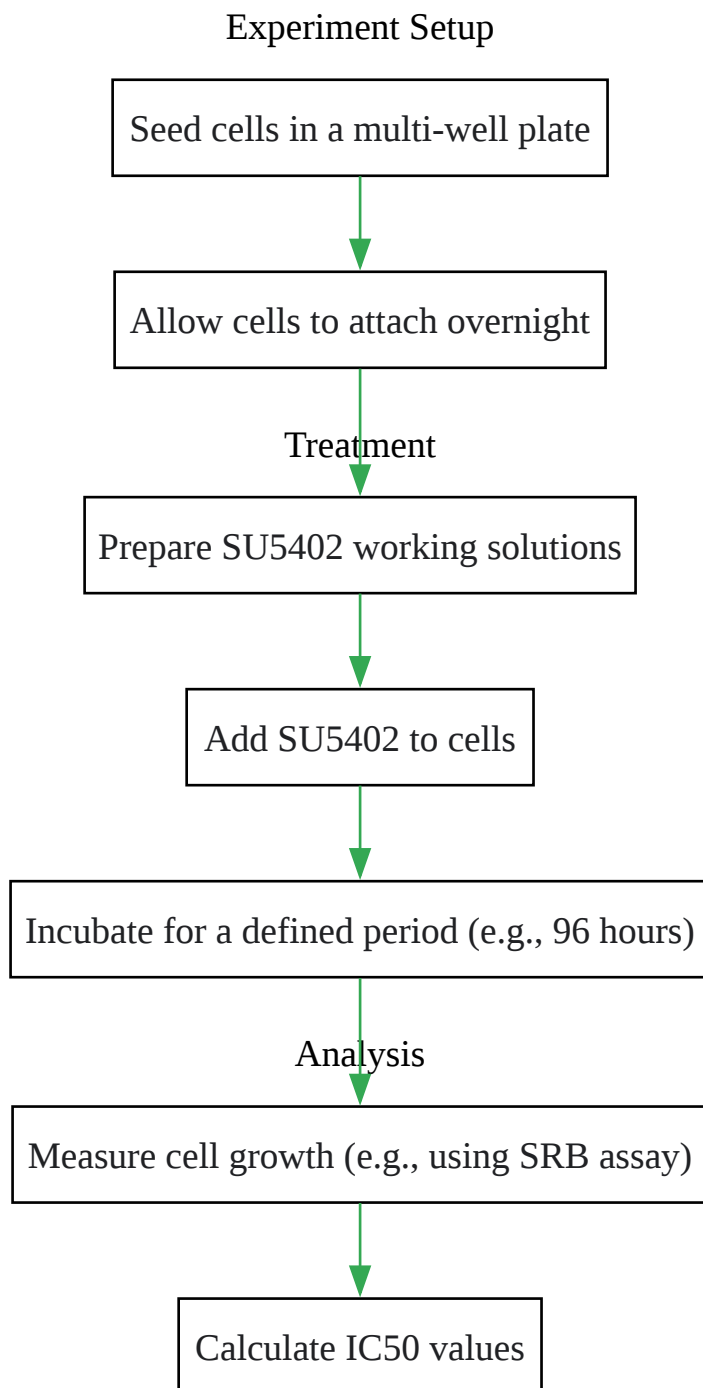 Experiment Setup
Seed cells in a multi-well plate
Allow cells to attach overnight
Treatment
Prepare SU5402 working solutions
Add SU5402 to cells
Incubate for a defined period (e.g., 96 hours)
Analysis
Measure cell growth (e.g., using SRB assay)
Calculate IC50 values